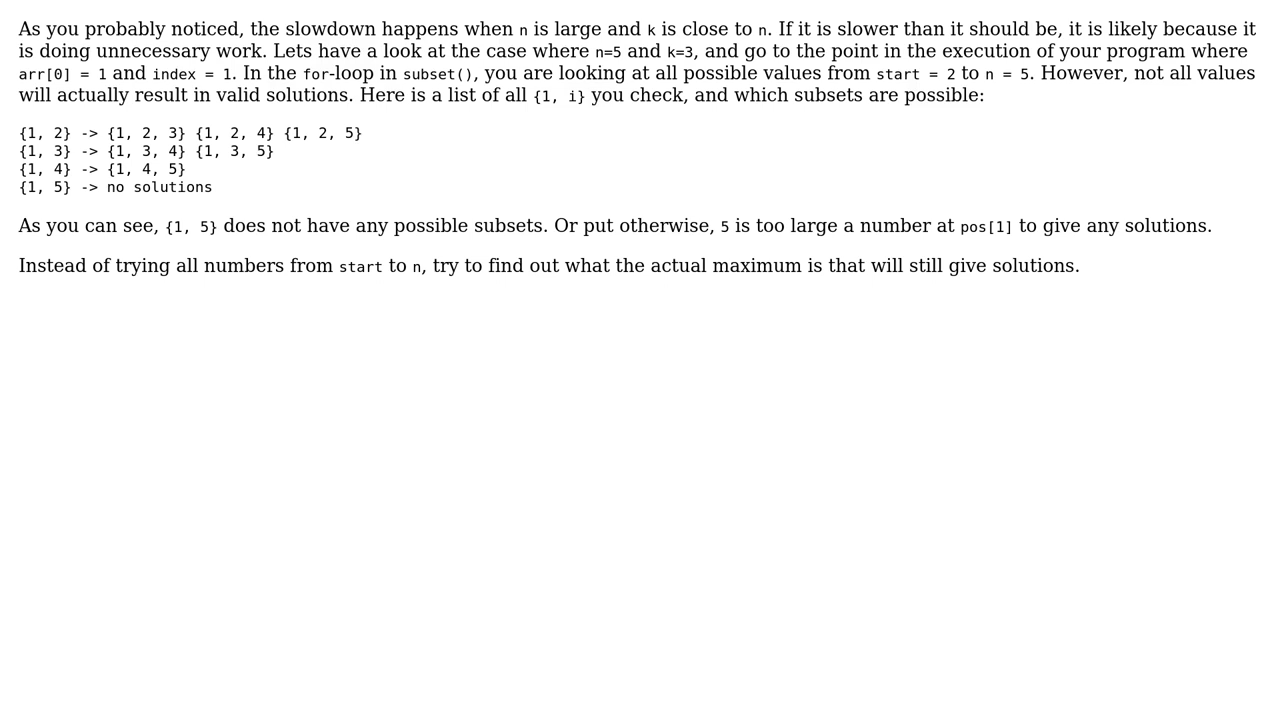 As you probably noticed, the slowdown happens when n is large and k is close to n. If it is slower than it should be, it is likely because it
is doing unnecessary work. Lets have a look at the case where n=5 and k=3, and go to the point in the execution of your program where
arr[0] = 1 and index = 1. In the for-loop in subset(), you are looking at all possible values from start = 2 to n = 5. However, not all values
will actually result in valid solutions. Here is a list of all {1, i} you check, and which subsets are possible:
{1, 2} -> {1, 2, 3} {1, 2, 4} {1, 2, 5}
{1, 3} -> {1, 3, 4} {1, 3, 5}
{1, 4} -> {1, 4, 5}
{1, 5} -> no solutions
As you can see, {1, 5} does not have any possible subsets. Or put otherwise, 5 is too large a number at pos[1] to give any solutions.
Instead of trying all numbers from start to n, try to find out what the actual maximum is that will still give solutions.